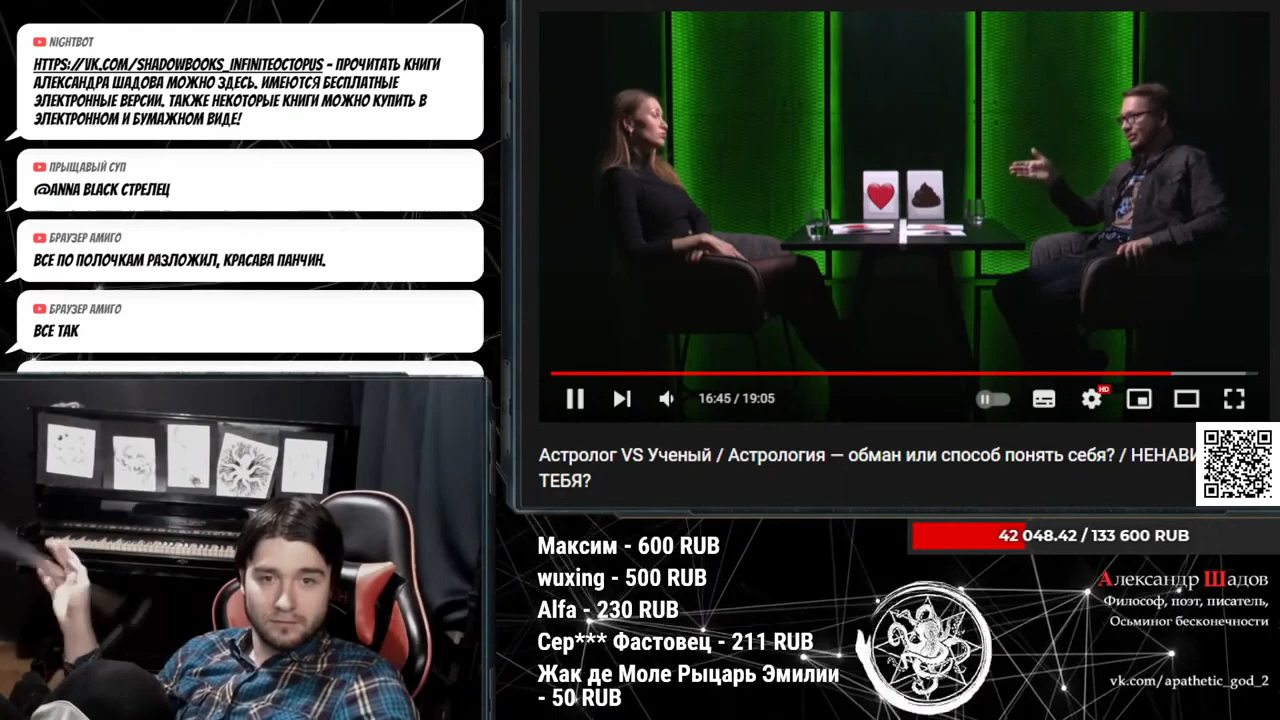 NIGHTBOT
HTTPS://VK.COM/SHADOWBOOKS_INFINITEOCTOPUS - ПРОЧИТАТЬ КНИГИ
АЛЕКСАНДРА ШАДОВА МОЖНО ЗДЕСЬ. ИМЕЮТСЯ БЕСПЛАТНЫЕ
ЭЛЕКТРОННЫЕ ВЕРСИИ. ТАКЖЕ НЕКОТОРЫЕ КНИГИ МОЖНО КУПИТЬ В
ЭЛЕКТРОННОМ И БУМАЖНОМ ВИДЕ!
ПРЫЩАВЫЙ СУП
@ANNA BLACK СТРЕЛЕЦ
БРАУЗЕР АМИГО
ВСЕ ПО ПОЛОЧКАМ РАЗЛОЖИЛ, КРАСАВА ПАНЧИН.
БРАУЗЕР АМИГО
ВСЕ ТАК
16:45 / 19:05
HD
Астролог VS Ученый / Астрология — обман или способ понять себя? / НЕНАВИ
ТЕБЯ?
42 048.42 / 133 600 RUB
Максим - 600 RUB
wuxing - 500 RUB
Alfa - 230 RUB
Сер*** Фастовец - 211 RUB
Жак де Моле Рыцарь Эмилии
- 50 RUB
Александр Шадов
Философ, поэт, писатель,
Осьминог бесконечности
vk.com/apathetic_god_2